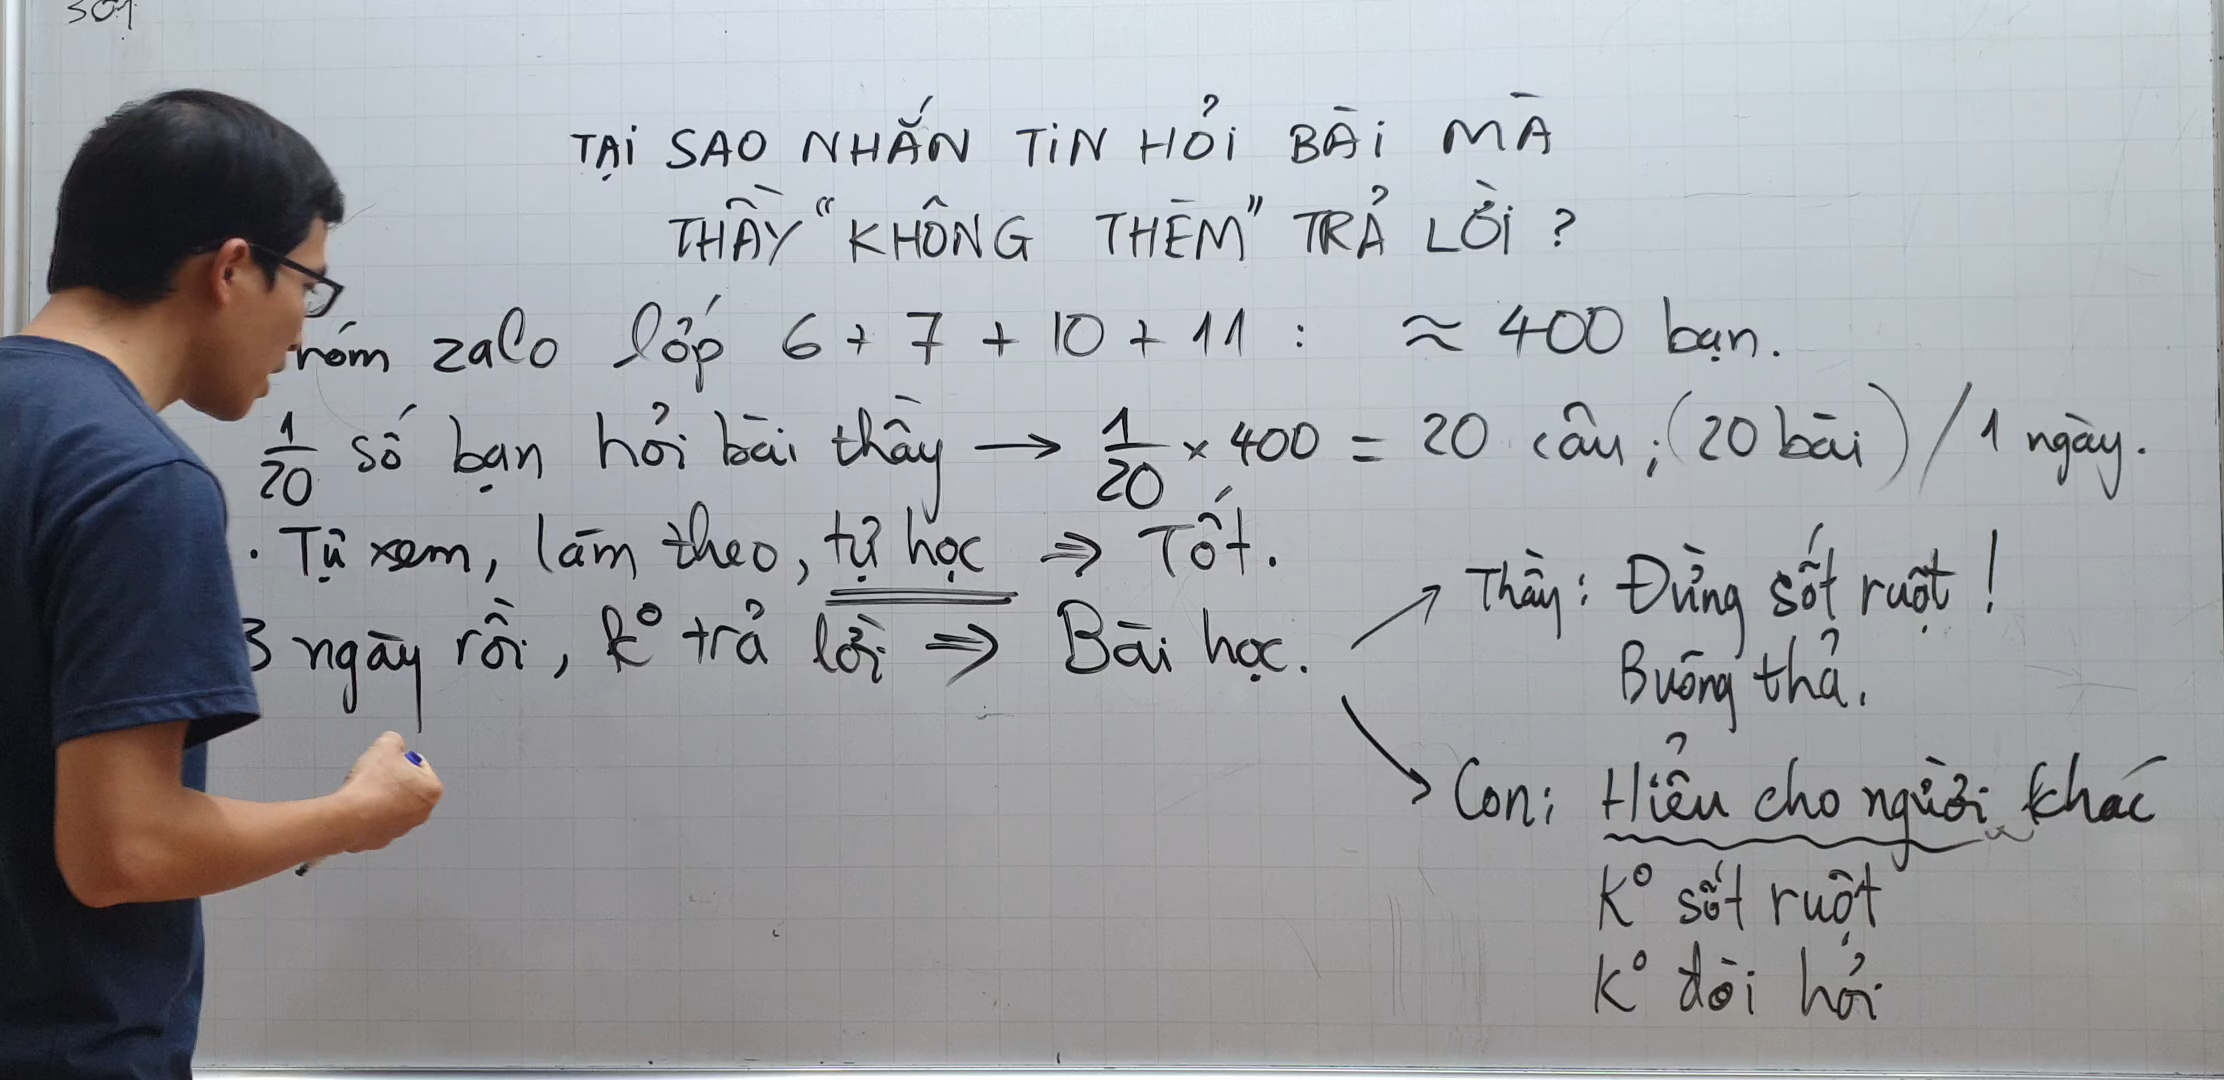 TẠI SAO NHẮN TIN HỎI BÀI MÀ
THẦY "KHÔNG THÈM" TRẢ LỜI ?
hóm zalo lớp 6 + 7 + 10 + 11 : ≈ 400 bạn.
1/20 số bạn hỏi bài thầy → 1/20 × 400 = 20 câu ; (20 bài) / 1 ngày.
. Tự xem, làm theo, tự học ⇒ Tốt.
3 ngày rồi, k° trả lời ⇒ Bài học.
Thầy : Đừng sốt ruột !
Buông thả.
Con : Hiểu cho người khác
K° sốt ruột
K° đòi hỏi